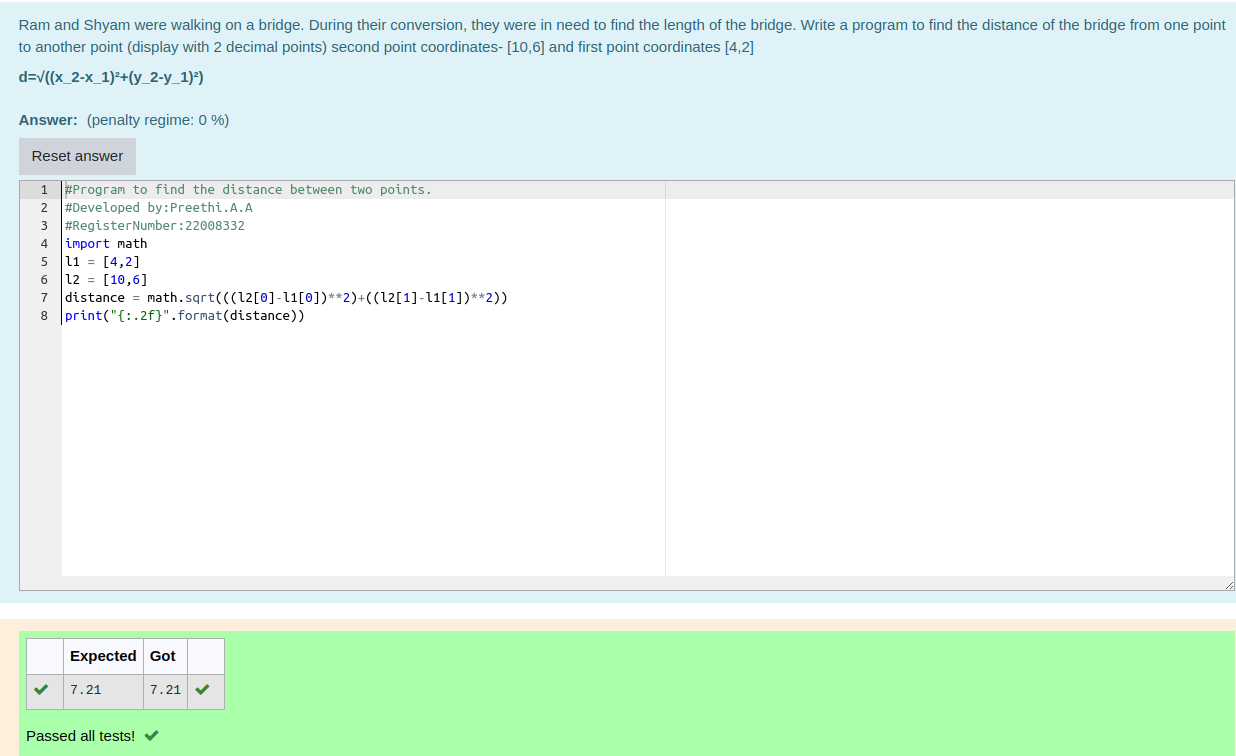 Ram and Shyam were walking on a bridge. During their conversion, they were in need to find the length of the bridge. Write a program to find the distance of the bridge from one point
to another point (display with 2 decimal points) second point coordinates- [10,6] and first point coordinates [4,2]
d=√((x_2-x_1)²+(y_2-y_1)²)
Answer: (penalty regime: 0 %)
Reset answer
1 #Program to find the distance between two points.
2 #Developed by:Preethi.A.A
3 #RegisterNumber:22008332
4 import math
5 l1 = [4,2]
6 l2 = [10,6]
7 distance = math.sqrt(((l2[0]-l1[0])**2)+((l2[1]-l1[1])**2))
8 print("{:.2f}".format(distance))
Expected Got
7.21 7.21
Passed all tests!